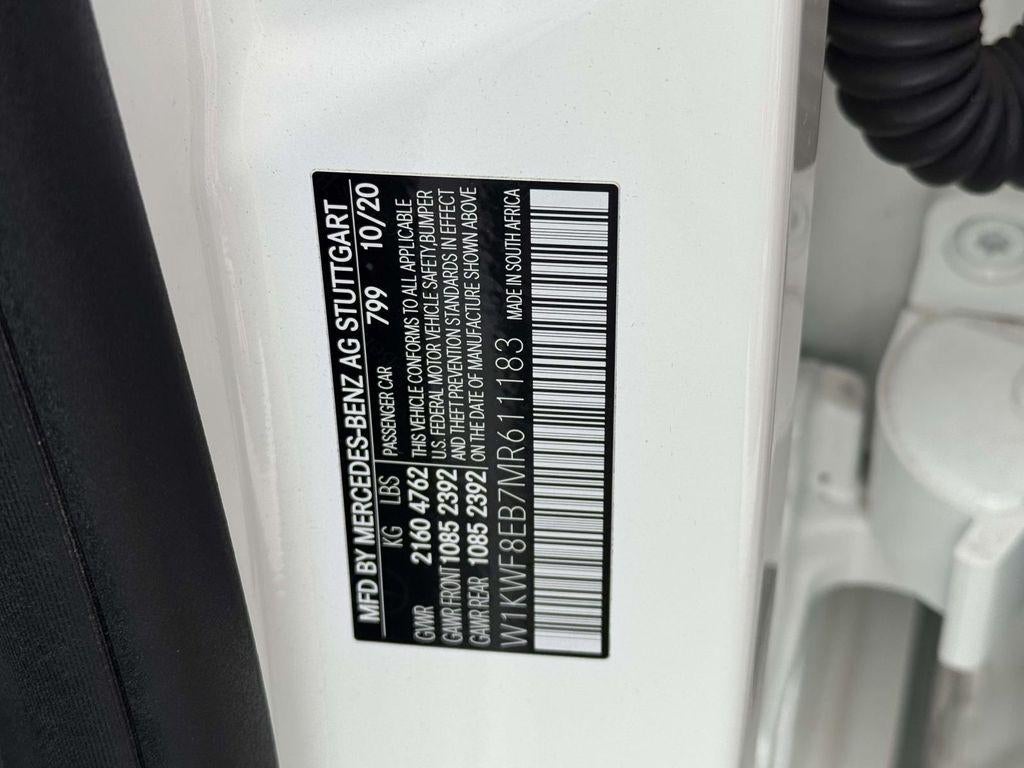 MFD BY MERCEDES-BENZ AG STUTTGART
KG LBS PASSENGER CAR 799 10/20
GVWR 2160 4762 THIS VEHICLE CONFORMS TO ALL APPLICABLE
U.S. FEDERAL MOTOR VEHICLE SAFETY,BUMPER
GAWR FRONT 1085 2392 AND THEFT PREVENTION STANDARDS IN EFFECT
GAWR REAR 1085 2392 ON THE DATE OF MANUFACTURE SHOWN ABOVE
W1KWF8EB7MR611183 MADE IN SOUTH AFRICA